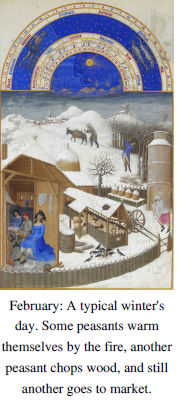 February: A typical winter's
day. Some peasants warm
themselves by the fire, another
peasant chops wood, and still
another goes to market.